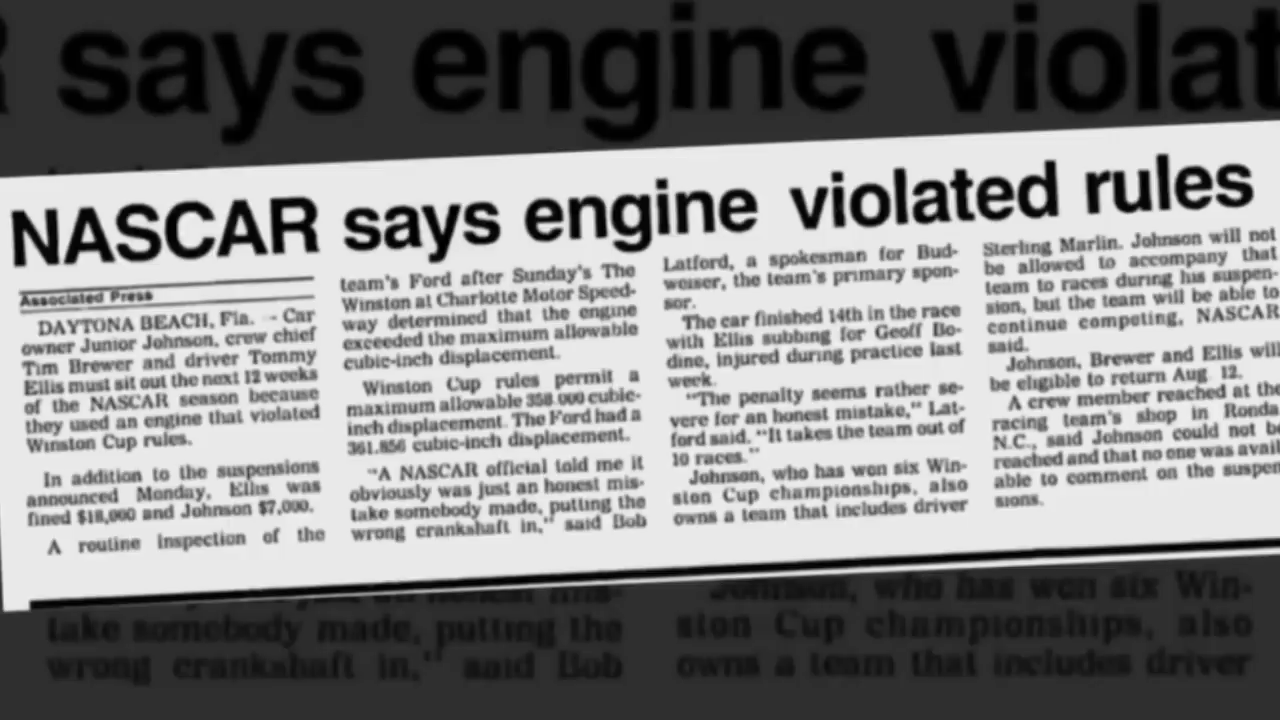 says engine violat
NASCAR says engine violated rules
Associated Press
DAYTONA BEACH, Fla. - Car
owner Junior Johnson, crew chief
Tim Brewer and driver Tommy
Ellis must sit out the next 12 weeks
of the NASCAR season because
they used an engine that violated
Winston Cup rules.
In addition to the suspensions
announced Monday, Ellis was
fined $18,000 and Johnson $7,000.
A routine inspection of the
team's Ford after Sunday's The
Winston at Charlotte Motor Speed-
way determined that the engine
exceeded the maximum allowable
cubic-inch displacement.
Winston Cup rules permit a
maximum allowable 358.000 cubic-
inch displacement. The Ford had a
361.856 cubic-inch displacement.
"A NASCAR official told me it
obviously was just an honest mis-
take somebody made, putting the
wrong crankshaft in," said Bob
Latford, a spokesman for Bud-
weiser, the team's primary spon-
sor.
The car finished 14th in the race
with Ellis subbing for Geoff Bo-
dine, injured during practice last
week.
"The penalty seems rather se-
vere for an honest mistake," Lat-
ford said. "It takes the team out of
10 races."
Johnson, who has won six Win-
ston Cup championships, also
owns a team that includes driver
Sterling Marlin. Johnson will not
be allowed to accompany that
team to races during his suspen-
sion, but the team will be able to
continue competing, NASCAR
said.
Johnson, Brewer and Ellis will
be eligible to return Aug. 12.
A crew member reached at the
racing team's shop in Ronda,
N.C., said Johnson could not be
reached and that no one was avail
able to comment on the suspen
sions.
take somebody made, putting the
wrong crankshaft in," said Bob
Johnson, who has won six Win-
ston Cup championships, also
owns a team that includes driver